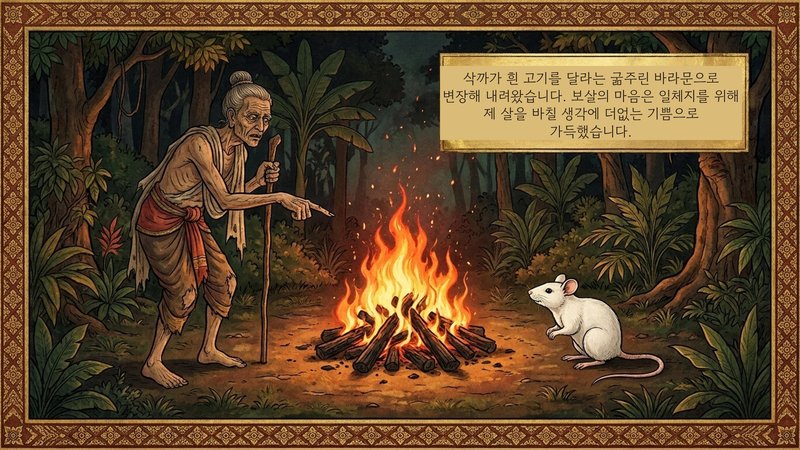 삭까가 흰 고기를 달라는 굶주린 바라문으로
변장해 내려왔습니다. 보살의 마음은 일체지를 위해
제 살을 바칠 생각에 더없는 기쁨으로
가득했습니다.